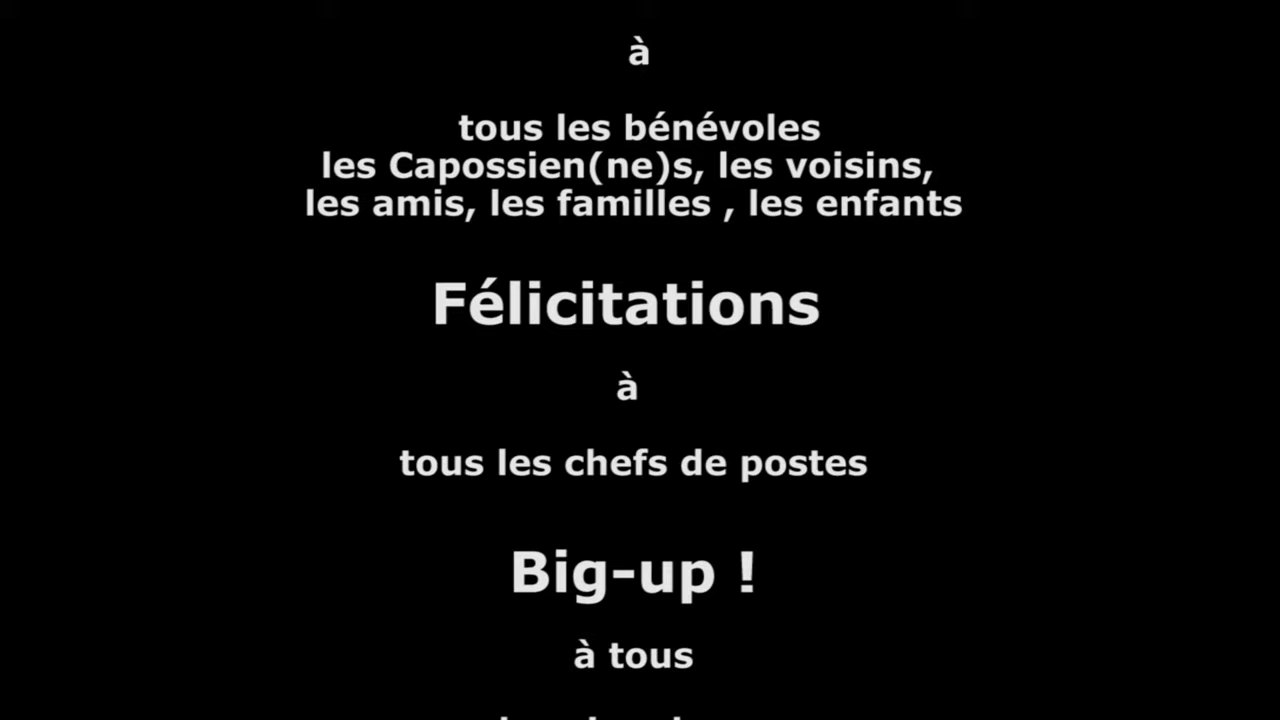 à
tous les bénévoles
les Capossien(ne)s, les voisins,
les amis, les familles , les enfants
Félicitations
à
tous les chefs de postes
Big-up !
à tous